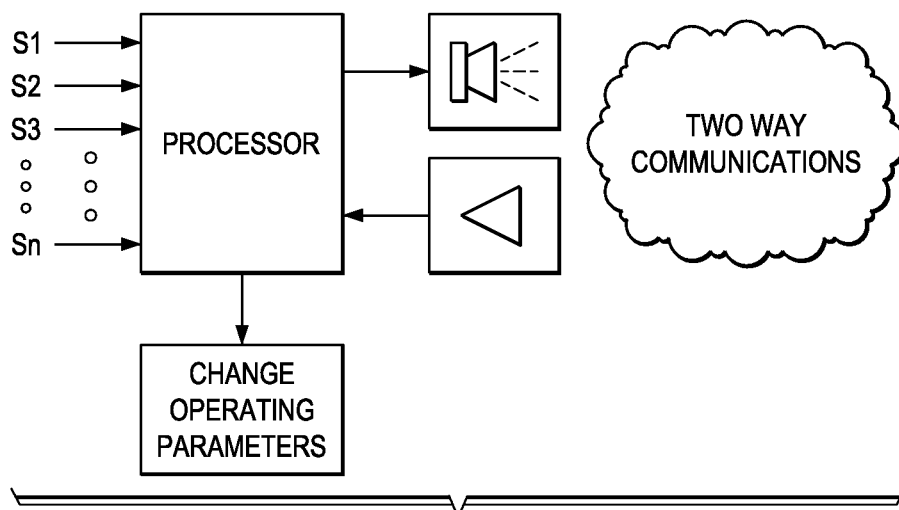 S1
S2
S3
Sn
PROCESSOR
TWO WAY
COMMUNICATIONS
CHANGE
OPERATING
PARAMETERS